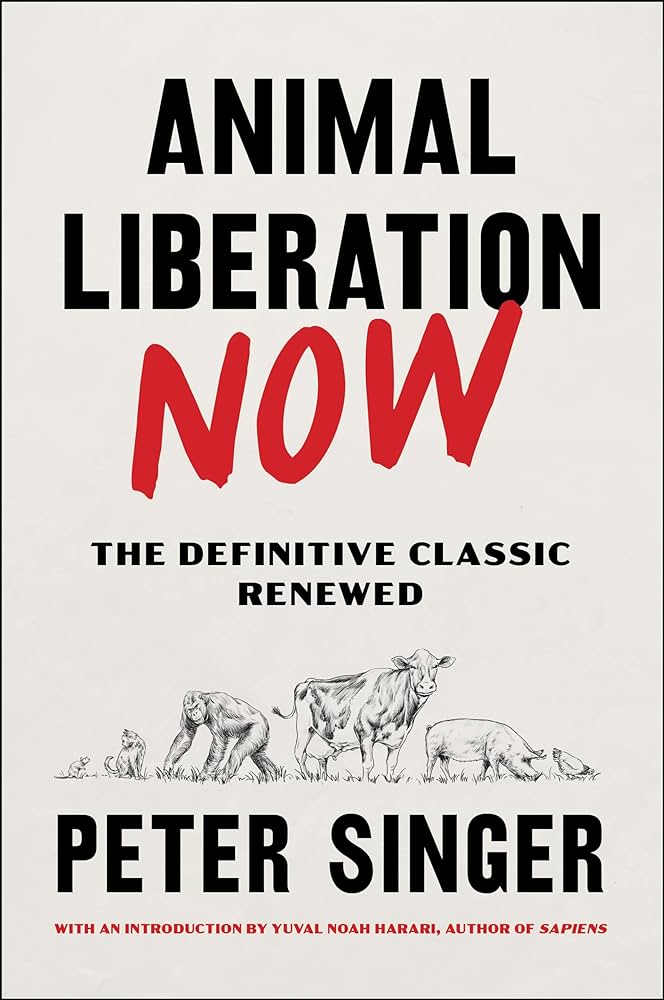 ANIMAL
LIBERATION
NOW
THE DEFINITIVE CLASSIC
RENEWED
PETER SINGER
WITH AN INTRODUCTION BY YUVAL NOAH HARARI, AUTHOR OF SAPIENS